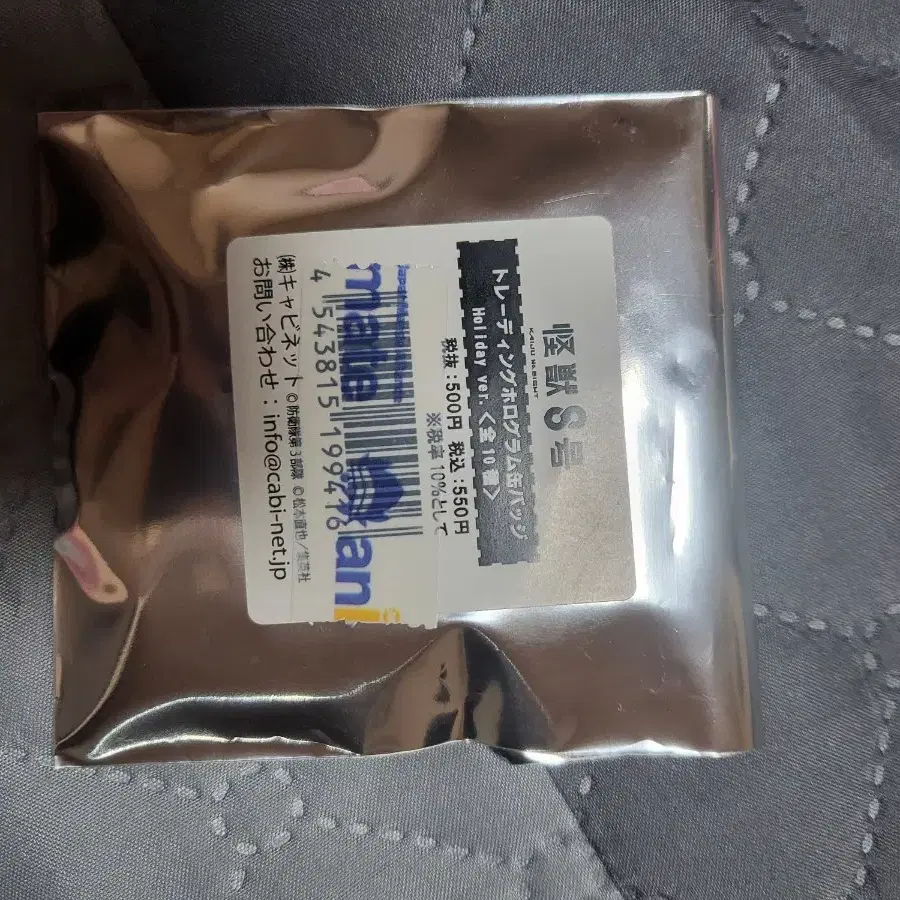 怪獣8号
KAIJU No.EIGHT
トレーディングホログラム缶バッジ
Holiday ver. <全10種>
税抜:500円 税込:550円
※税率10%として
4 543815 199416
mate
ani
©防衛隊第3部隊 ©松本直也/集英社
(株)キャビネット
お問い合わせ:info@cabi-net.jp